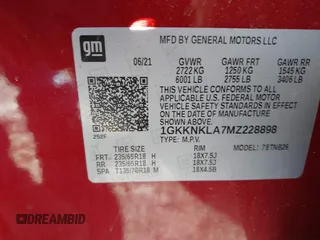 gm
MFD BY GENERAL MOTORS LLC
06/21 GVWR GAWR FRT GAWR RR
2722 KG 1250 KG 1545 KG
6001 LB 2755 LB 3406 LB
THIS VEHICLE CONFORMS TO ALL
APPLICABLE U.S. FEDERAL MOTOR
VEHICLE SAFETY STANDARDS IN EFFECT
ON THE DATE OF MANUFACTURE
SHOWN ABOVE.
1GKKNKLA7MZ228898
TYPE: M.P.V. MODEL:
TIRE SIZE RIM
FRT 235/65R18 H 18X7.5J
RR 235/65R18 H 18X7.5J
SPA T135/70R18 M 18X4.5B
DREAMBID